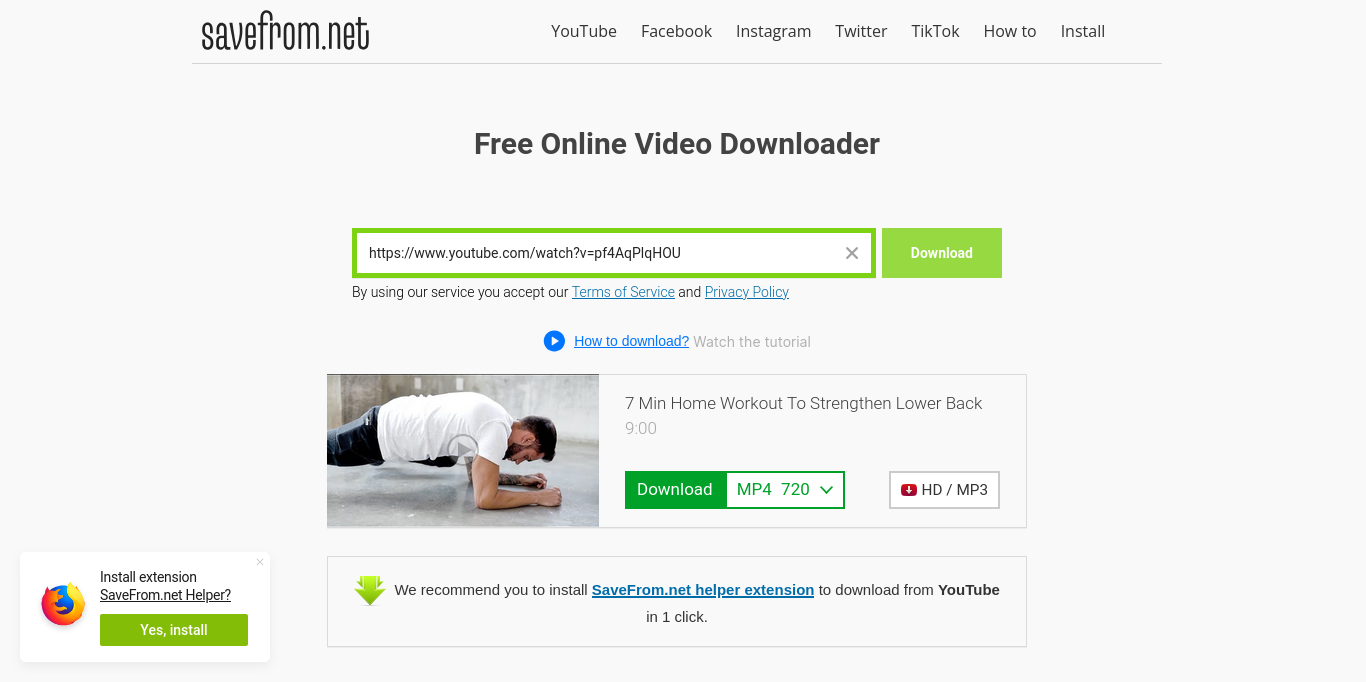 savefrom.net
YouTube Facebook Instagram Twitter TikTok How to Install
Free Online Video Downloader
https://www.youtube.com/watch?v=pf4AqPlqHOU
Download
By using our service you accept our Terms of Service and Privacy Policy
How to download? Watch the tutorial
7 Min Home Workout To Strengthen Lower Back
9:00
Download MP4 720
HD / MP3
We recommend you to install SaveFrom.net helper extension to download from YouTube
in 1 click.
Install extension
SaveFrom.net Helper?
Yes, install